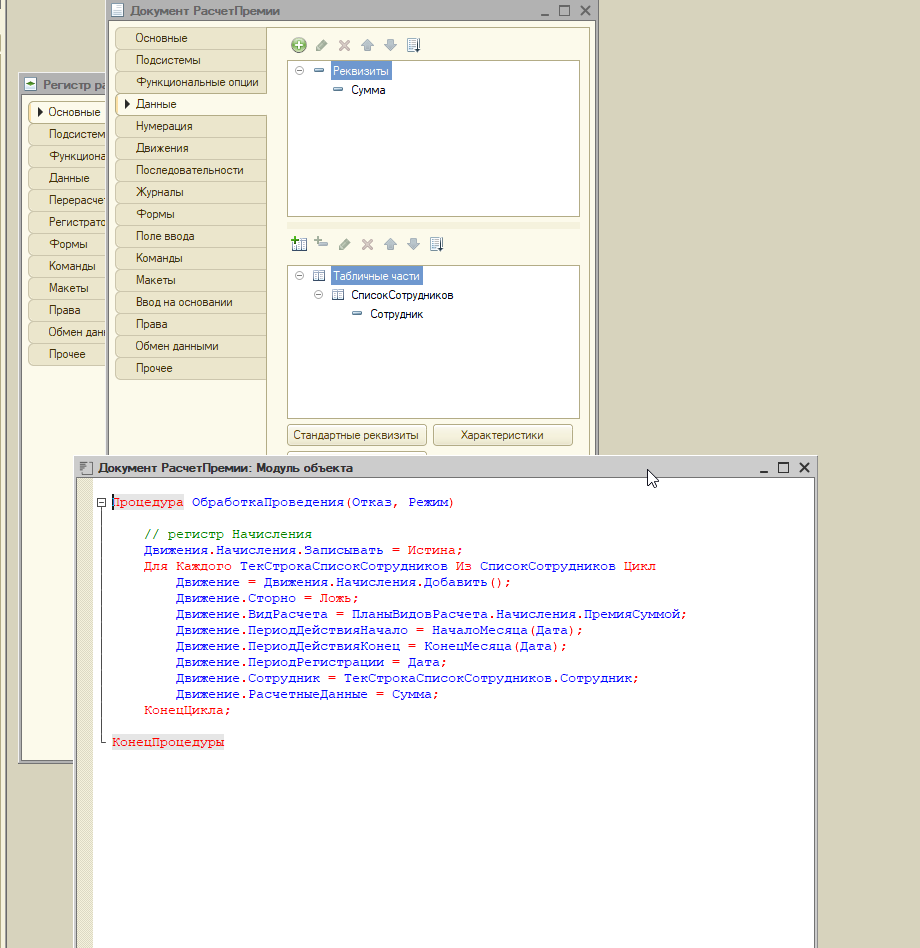 Документ РасчетПремии
Основные
Подсистемы
Функциональные опции
Данные
Нумерация
Движения
Последовательности
Журналы
Формы
Поле ввода
Команды
Макеты
Ввод на основании
Права
Обмен данными
Прочее
Реквизиты
Сумма
Табличные части
СписокСотрудников
Сотрудник
Стандартные реквизиты
Характеристики
Регистр ра
Основные
Подсистем
Функциона
Данные
Перерасчет
Регистрато
Формы
Команды
Макеты
Права
Обмен данн
Прочее
Документ РасчетПремии: Модуль объекта
Процедура ОбработкаПроведения(Отказ, Режим)
// регистр Начисления
Движения.Начисления.Записывать = Истина;
Для Каждого ТекСтрокаСписокСотрудников Из СписокСотрудников Цикл
Движение = Движения.Начисления.Добавить();
Движение.Сторно = Ложь;
Движение.ВидРасчета = ПланыВидовРасчета.Начисления.ПремияСуммой;
Движение.ПериодДействияНачало = НачалоМесяца(Дата);
Движение.ПериодДействияКонец = КонецМесяца(Дата);
Движение.ПериодРегистрации = Дата;
Движение.Сотрудник = ТекСтрокаСписокСотрудников.Сотрудник;
Движение.РасчетныеДанные = Сумма;
КонецЦикла;
КонецПроцедуры